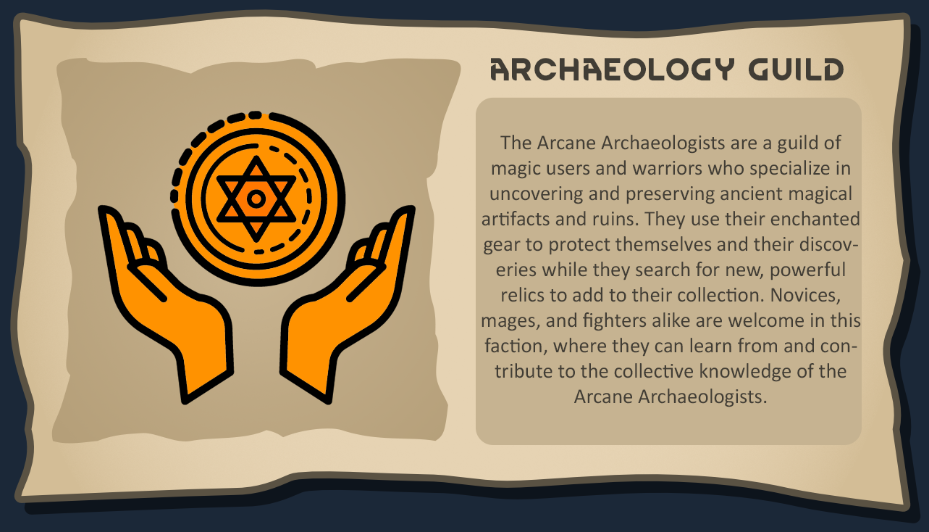 ARCHAEOLOGY GUILD
The Arcane Archaeologists are a guild of
magic users and warriors who specialize in
uncovering and preserving ancient magical
artifacts and ruins. They use their enchanted
gear to protect themselves and their discov-
eries while they search for new, powerful
relics to add to their collection. Novices,
mages, and fighters alike are welcome in this
faction, where they can learn from and con-
tribute to the collective knowledge of the
Arcane Archaeologists.